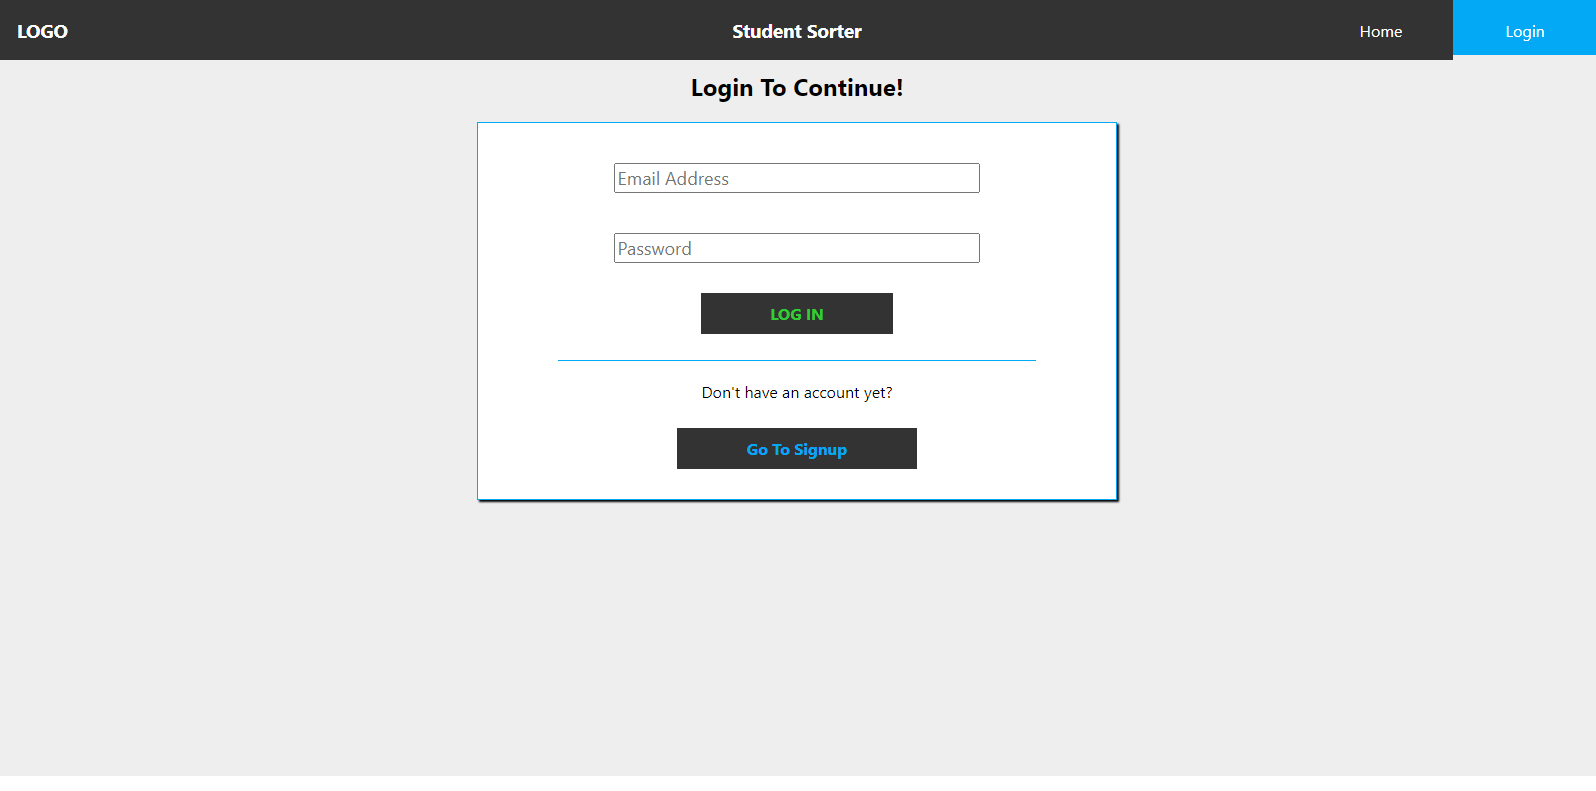 LOGO
Student Sorter
Home
Login
Login To Continue!
Email Address
Password
LOG IN
Don't have an account yet?
Go To Signup